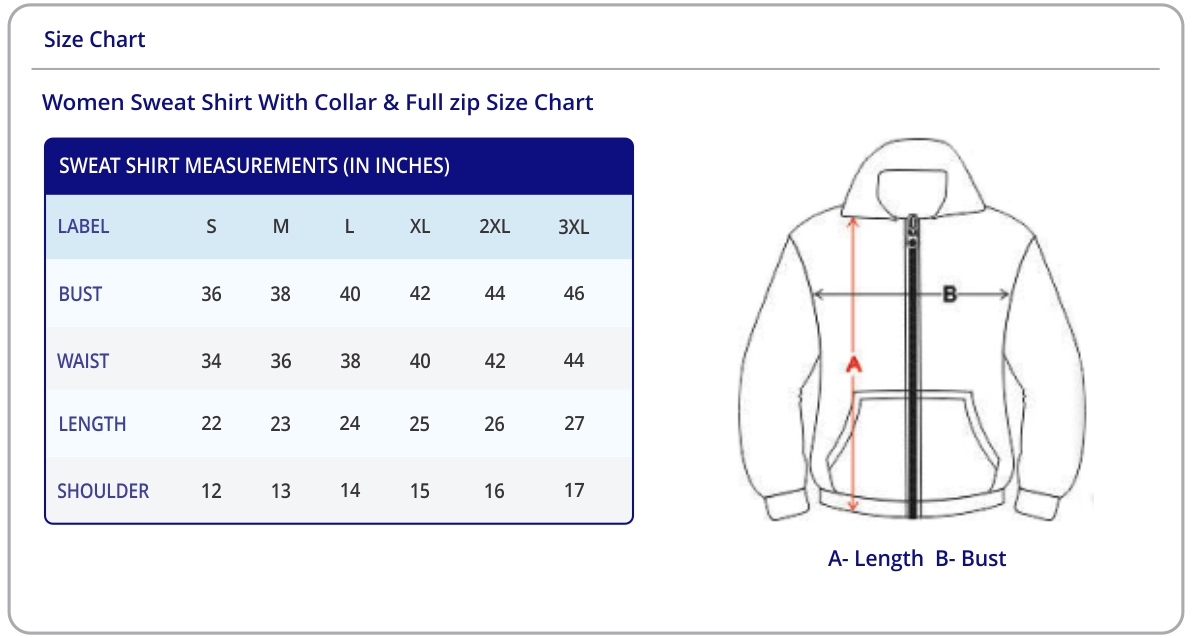 Size Chart
Women Sweat Shirt With Collar & Full zip Size Chart
SWEAT SHIRT MEASUREMENTS (IN INCHES)
LABEL S M L XL 2XL 3XL
BUST 36 38 40 42 44 46
WAIST 34 36 38 40 42 44
LENGTH 22 23 24 25 26 27
SHOULDER 12 13 14 15 16 17
B
A
A- Length B- Bust